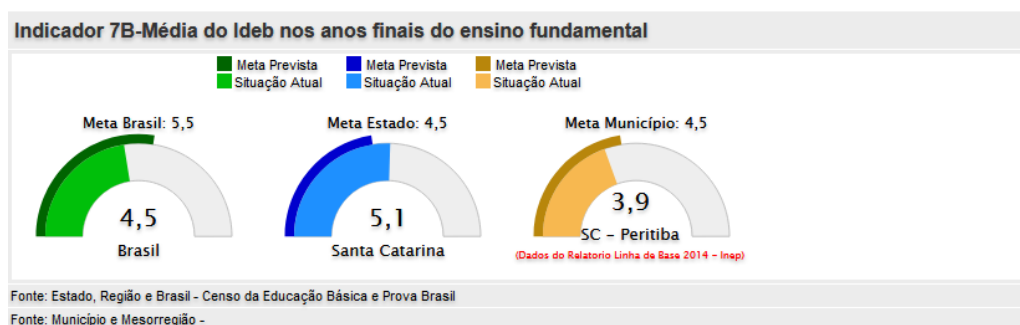 Indicador 7B-Média do Ideb nos anos finais do ensino fundamental
Meta Prevista Meta Prevista Meta Prevista
Situação Atual Situação Atual Situação Atual
Meta Brasil: 5,5 Meta Estado: 4,5 Meta Município: 4,5
4,5 5,1 3,9
Brasil Santa Catarina SC - Peritiba
(Dados do Relatorio Linha de Base 2014 - Inep)
Fonte: Estado, Região e Brasil - Censo da Educação Básica e Prova Brasil
Fonte: Município e Mesorregião -